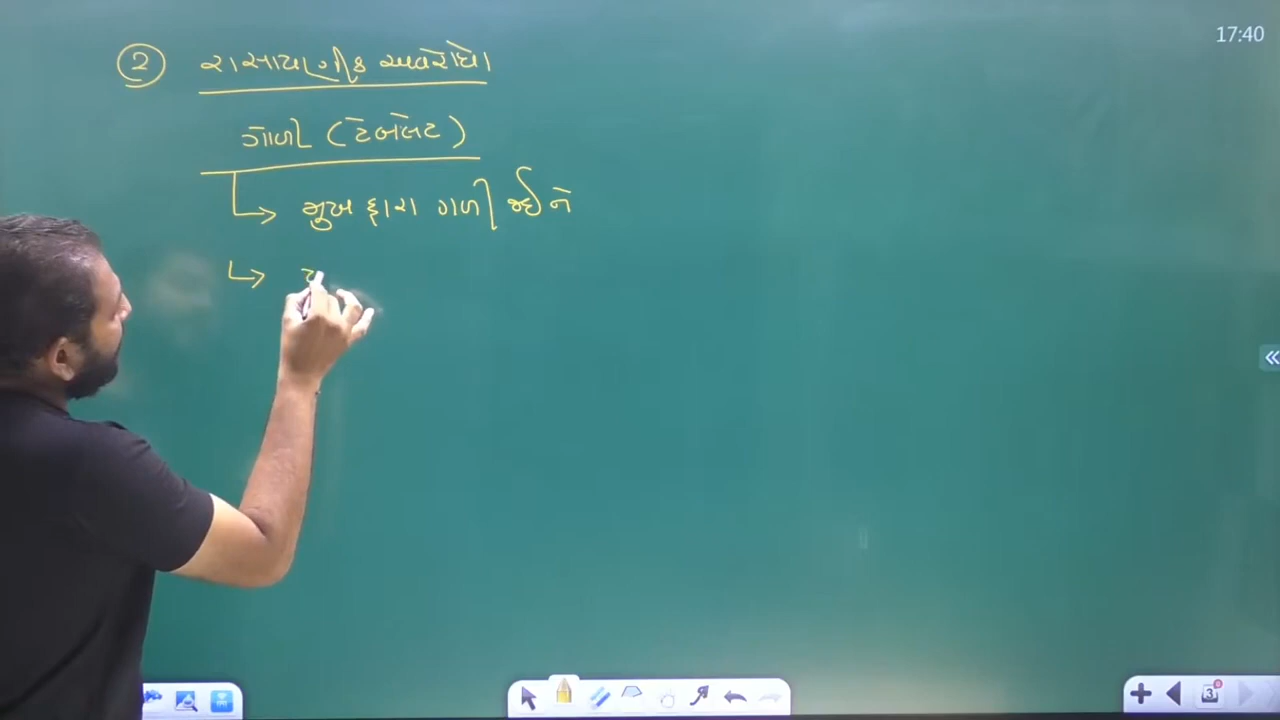 17:40
② રાસાયણીક અવરોધો
ગોળી (ટેબલેટ)
મુખ દ્વારા ગળી જઈને